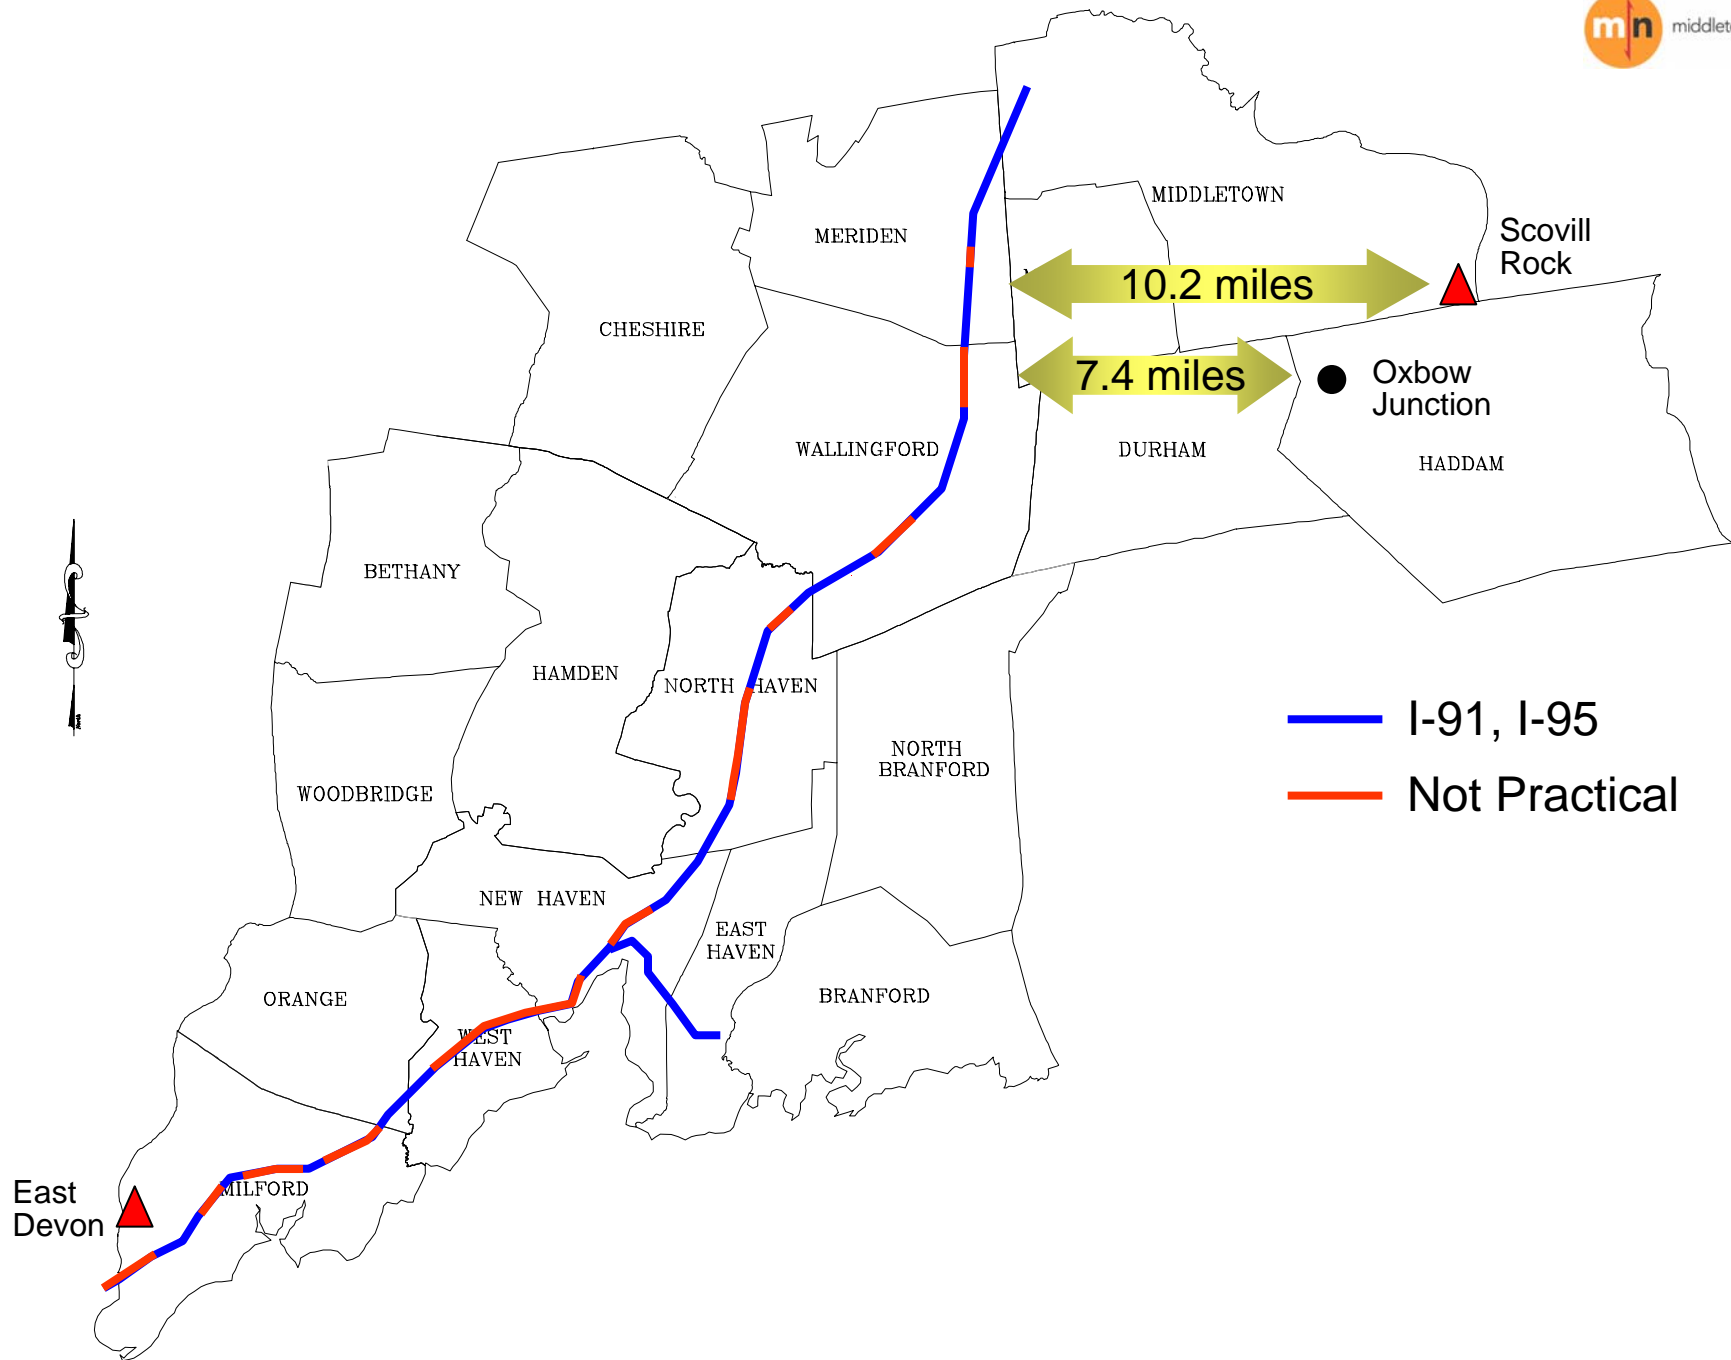 m n
MIDDLETOWN
Scovill
Rock
MERIDEN
10.2 miles
CHESHIRE
7.4 miles
Oxbow
Junction
WALLINGFORD
DURHAM
HADDAM
BETHANY
HAMDEN
NORTH HAVEN
I-91, I-95
NORTH
BRANFORD
WOODBRIDGE
Not Practical
NEW HAVEN
EAST
HAVEN
ORANGE
BRANFORD
WEST
HAVEN
MILFORD
East
Devon